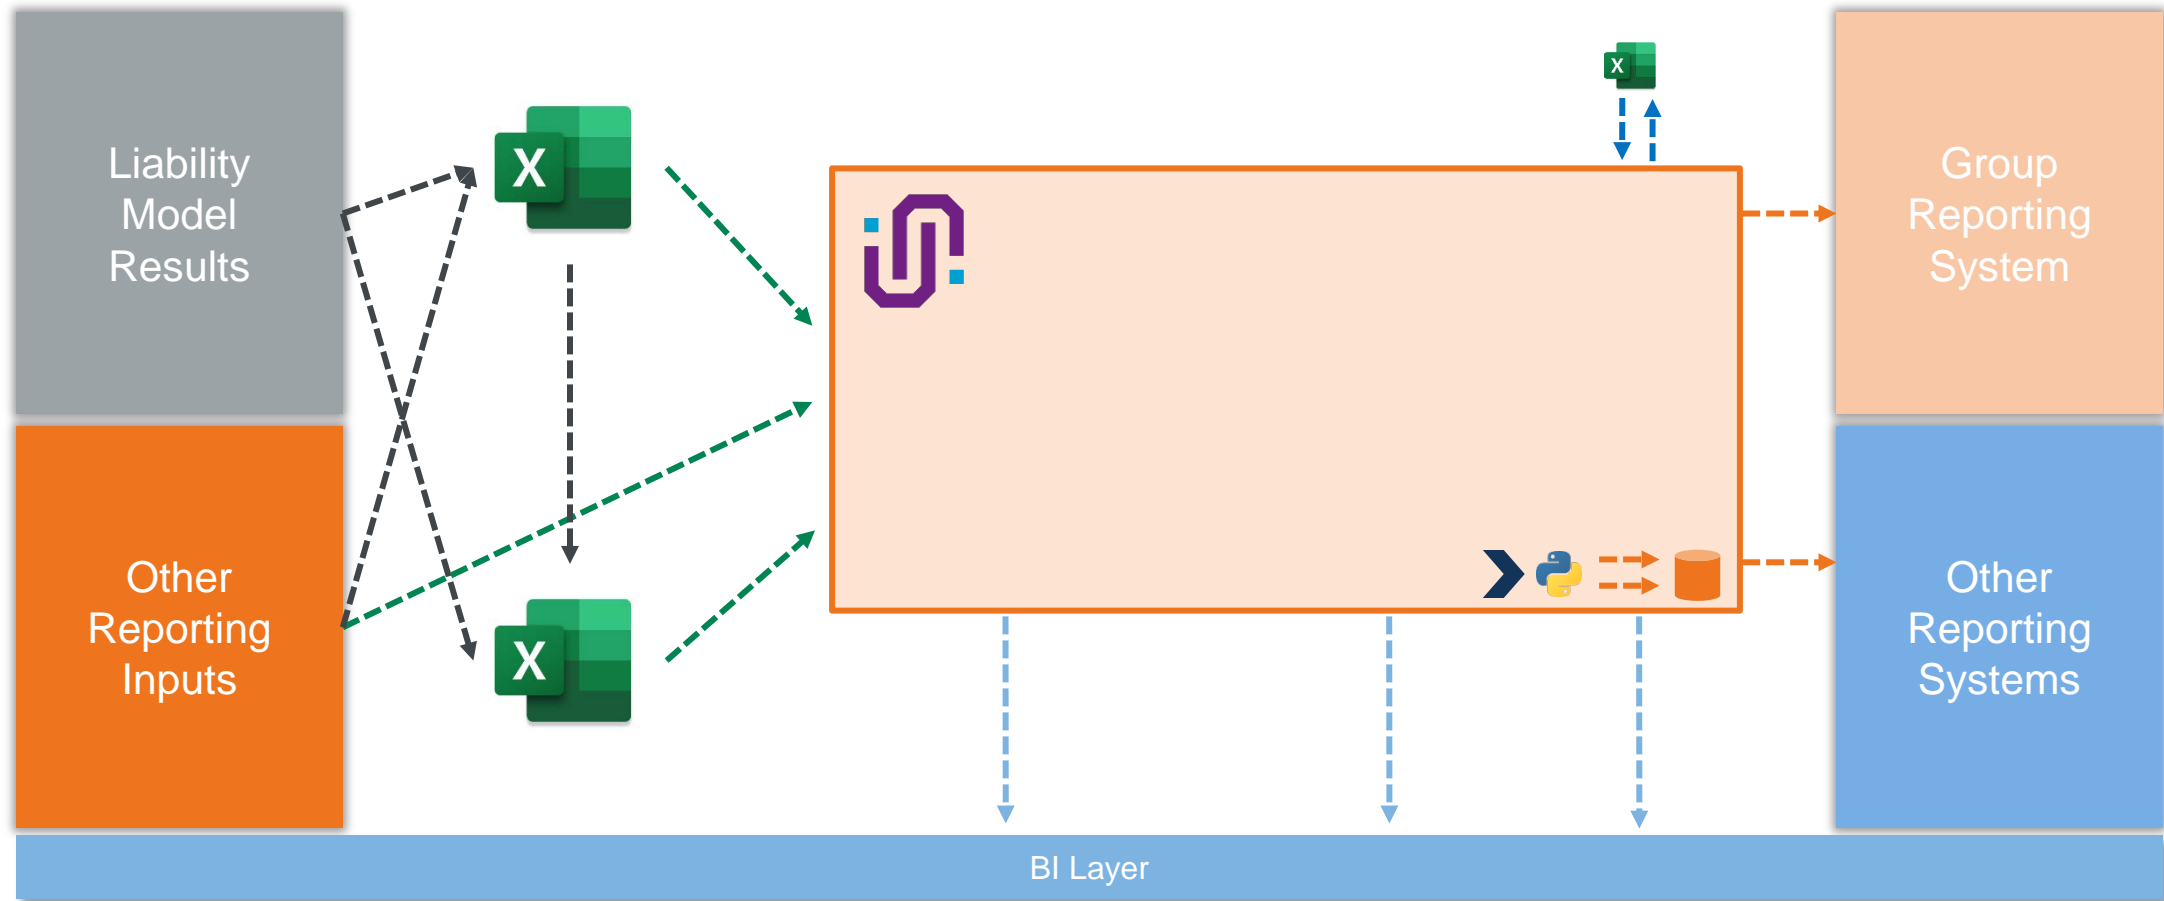 Liability
Model
Results
Other
Reporting
Inputs
X
X
X
Group
Reporting
System
Other
Reporting
Systems
BI Layer